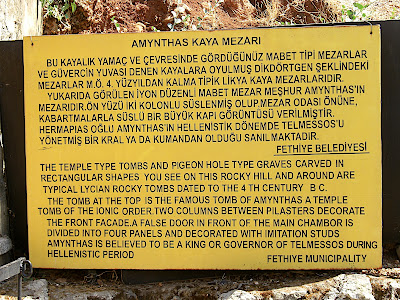 AMYNTHAS KAYA MEZARI
BU KAYALIK YAMAÇ VE ÇEVRESİNDE GÖRDÜĞÜNÜZ MABET TİPİ MEZARLAR
VE GÜVERCİN YUVASI DENEN KAYALARA OYULMUŞ DİKDÖRTGEN ŞEKLİNDEKİ
MEZARLAR M.Ö. 4. YÜZYILDAN KALMA TİPİK LİKYA KAYA MEZARLARIDIR.
YUKARIDA GÖRÜLEN İYON DÜZENLİ MABET MEZAR MEŞHUR AMYNTHAS'IN
MEZARIDIR.ÖN YÜZÜ İKİ KOLONLU SÜSLENMİŞ OLUP.MEZAR ODASI ÖNÜNE,
KABARTMALARLA SÜSLÜ BİR BÜYÜK KAPI GÖRÜNTÜSÜ VERİLMİŞTİR.
HERMAPIAS OĞLU AMYNTHAS'IN HELLENİSTİK DÖNEMDE TELMESSOS'U
YÖNETMİŞ BİR KRAL YA DA KUMANDAN OLDUĞU SANILMAKTADIR.
FETHİYE BELEDİYESİ
THE TEMPLE TYPE TOMBS AND PIGEON HOLE TYPE GRAVES CARVED IN
RECTANGULAR SHAPES YOU SEE ON THIS ROCKY HILL AND AROUND ARE
TYPICAL LYCIAN ROCKY TOMBS DATED TO THE 4 TH CENTURY B C.
THE TOMB AT THE TOP IS THE FAMOUS TOMB OF AMYNTHAS A TEMPLE
TOMB OF THE IONIC ORDER.TWO COLUMNS BETWEEN PILASTERS DECORATE
THE FRONT FACADE.A FALSE DOOR IN FRONT OF THE MAIN CHAMBOR IS
DIVIDED INTO FOUR PANELS AND DECORATED WITH IMITATION STUDS
AMYNTHAS IS BELIEVED TO BE A KING OR GOVERNOR OF TELMESSOS DURING
HELLENISTIC PERIOD
FETHIYE MUNICIPALITY